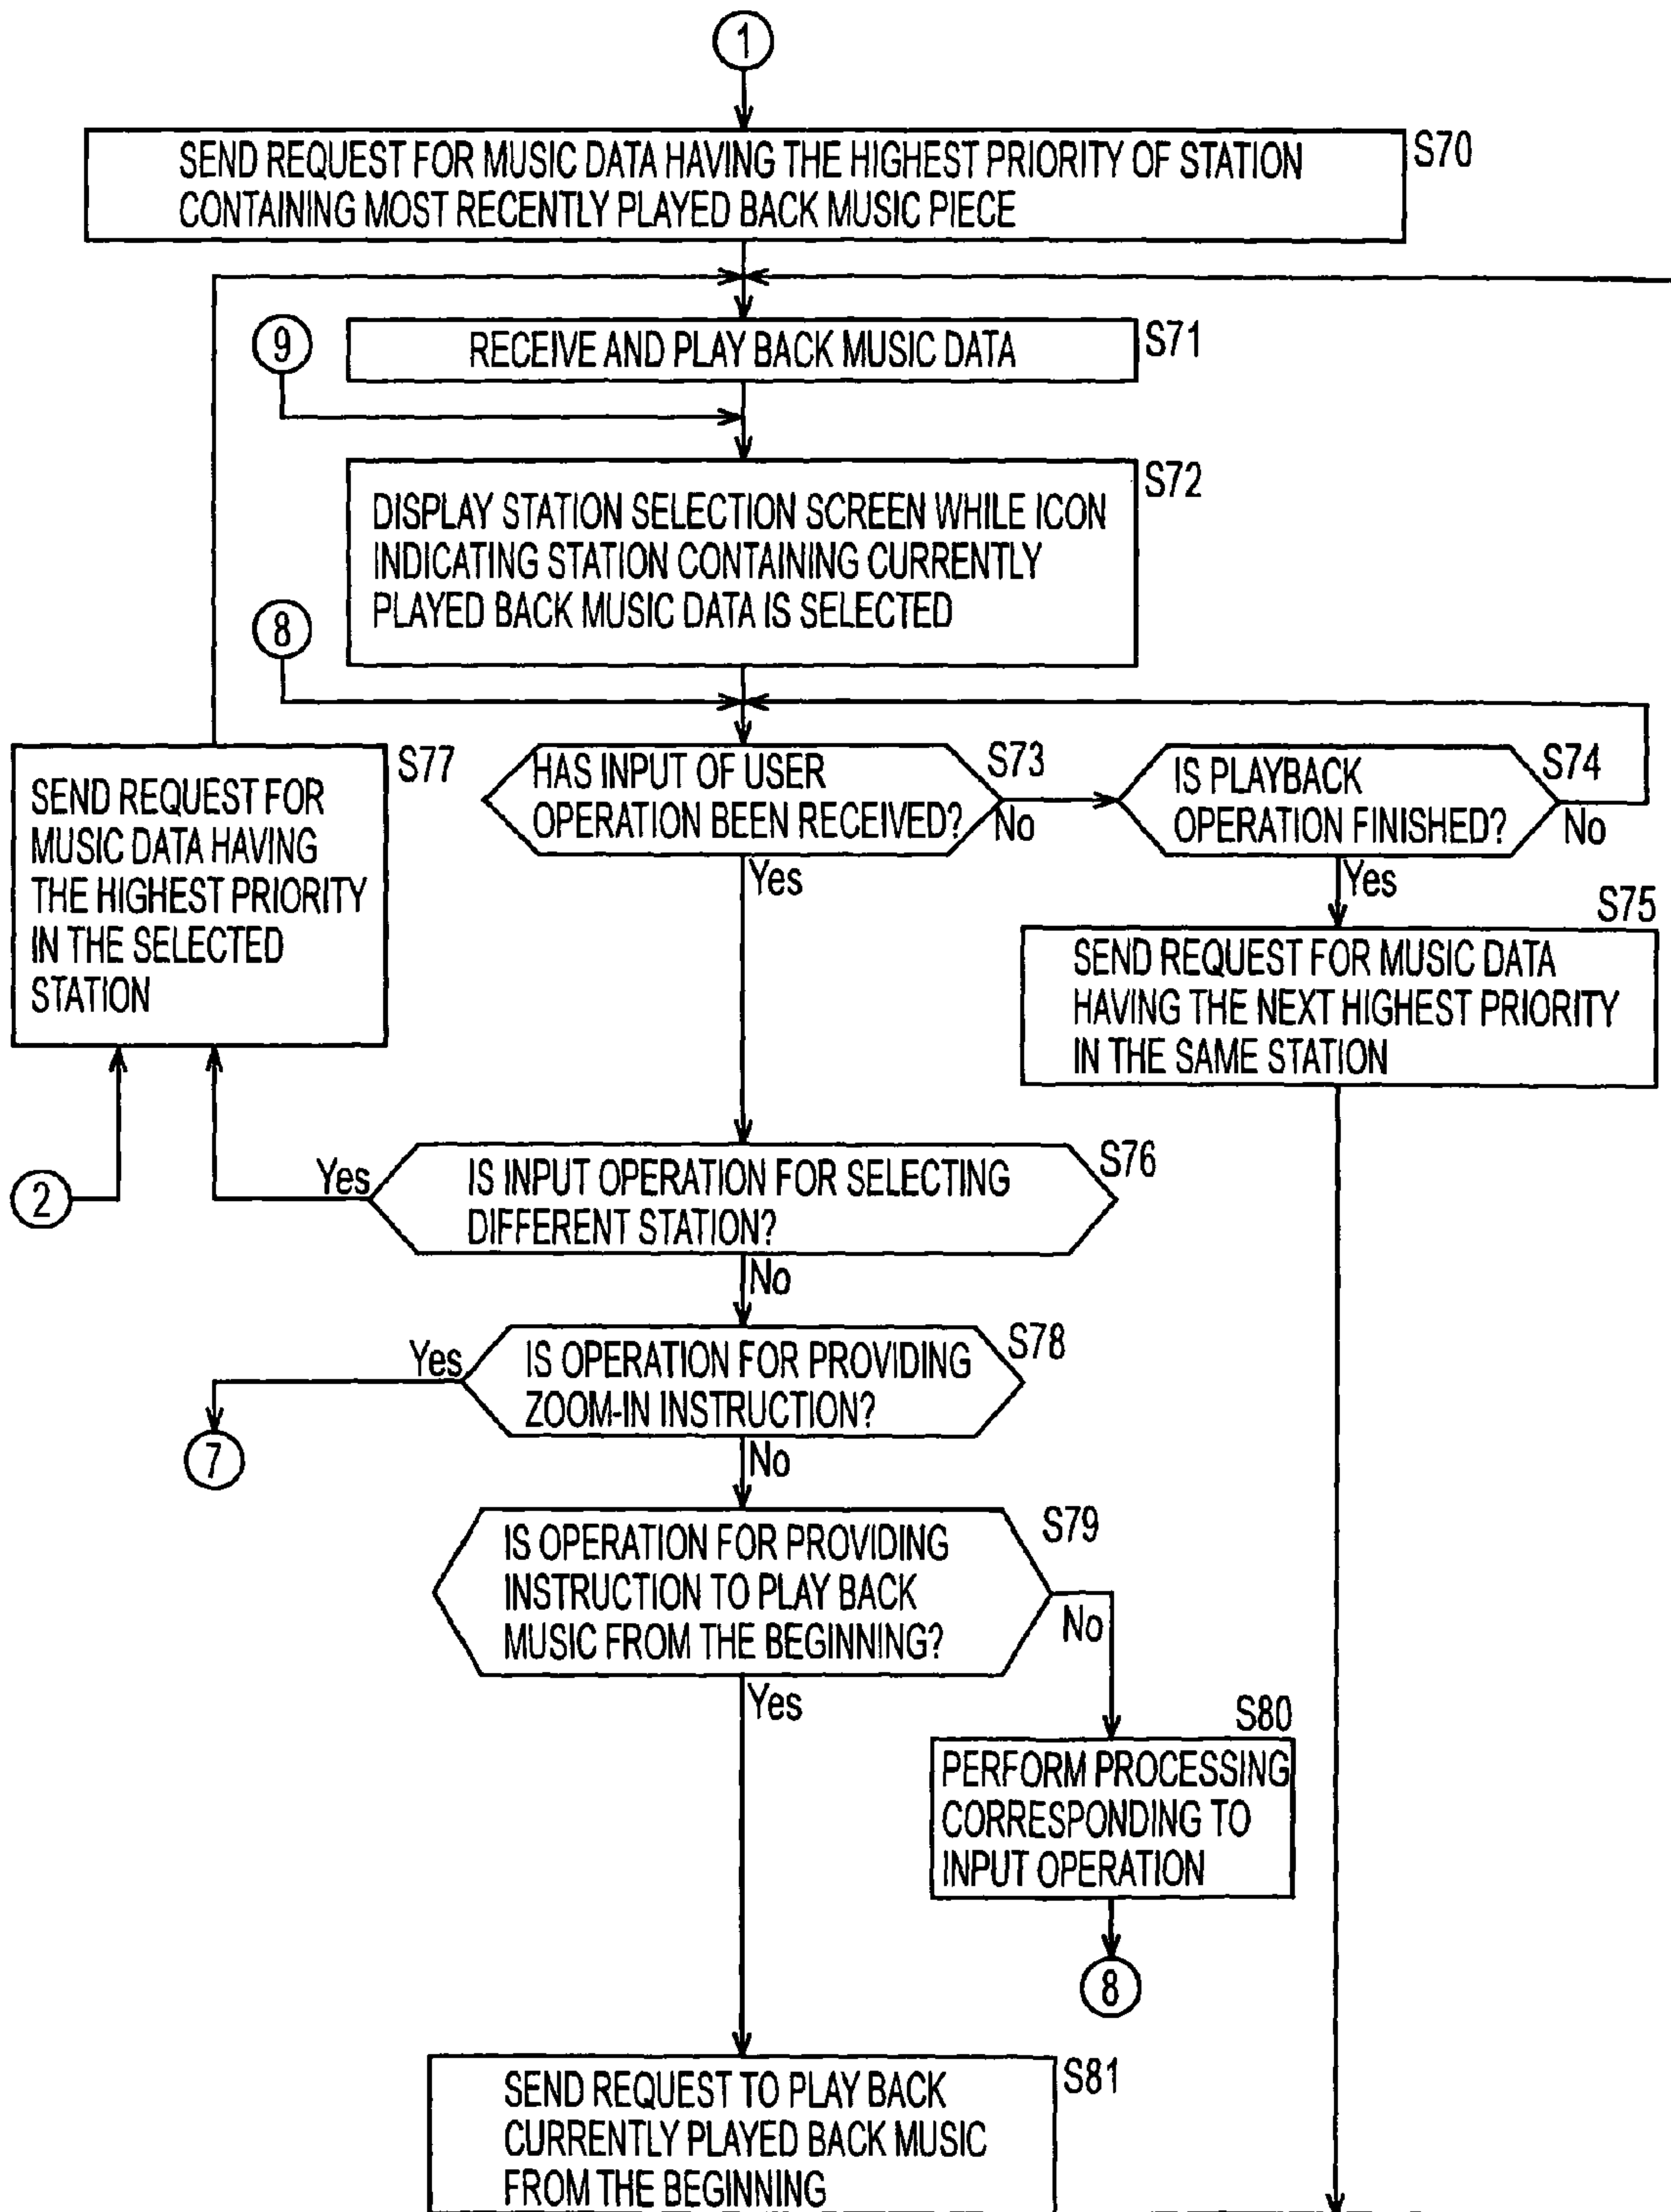 1
SEND REQUEST FOR MUSIC DATA HAVING THE HIGHEST PRIORITY OF STATION
CONTAINING MOST RECENTLY PLAYED BACK MUSIC PIECE
S70
9
RECEIVE AND PLAY BACK MUSIC DATA
S71
S72
DISPLAY STATION SELECTION SCREEN WHILE ICON
INDICATING STATION CONTAINING CURRENTLY
PLAYED BACK MUSIC DATA IS SELECTED
8
S77
SEND REQUEST FOR
MUSIC DATA HAVING
THE HIGHEST PRIORITY
IN THE SELECTED
STATION
HAS INPUT OF USER
OPERATION BEEN RECEIVED?
S73
No
Yes
IS PLAYBACK
OPERATION FINISHED?
S74
No
Yes
S75
SEND REQUEST FOR MUSIC DATA
HAVING THE NEXT HIGHEST PRIORITY
IN THE SAME STATION
2
Yes
IS INPUT OPERATION FOR SELECTING
DIFFERENT STATION?
S76
No
Yes
IS OPERATION FOR PROVIDING
ZOOM-IN INSTRUCTION?
S78
7
No
IS OPERATION FOR PROVIDING
INSTRUCTION TO PLAY BACK
MUSIC FROM THE BEGINNING?
S79
No
Yes
S80
PERFORM PROCESSING
CORRESPONDING TO
INPUT OPERATION
8
SEND REQUEST TO PLAY BACK
CURRENTLY PLAYED BACK MUSIC
FROM THE BEGINNING
S81